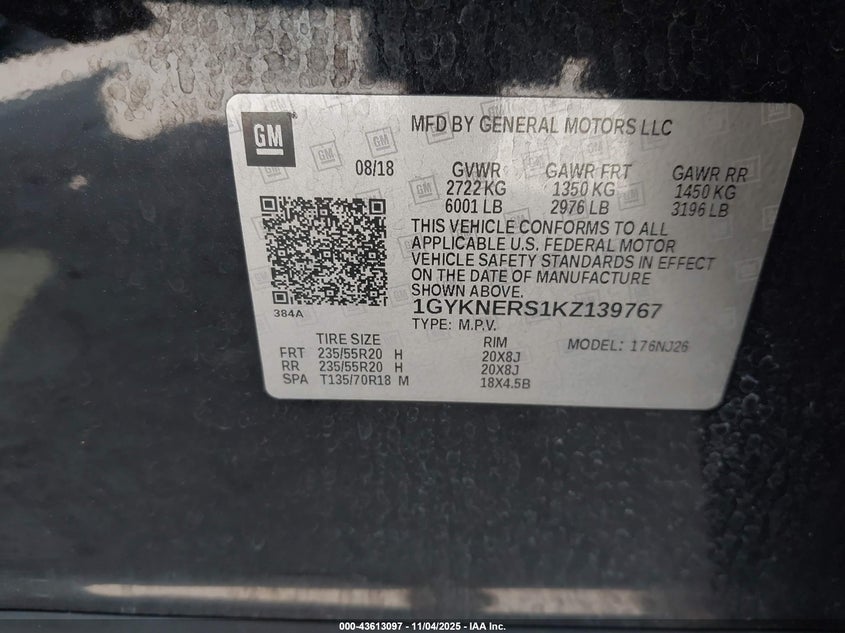 GM
MFD BY GENERAL MOTORS LLC
08/18
GVWR GAWR FRT GAWR RR
2722 KG 1350 KG 1450 KG
6001 LB 2976 LB 3196 LB
THIS VEHICLE CONFORMS TO ALL
APPLICABLE U.S. FEDERAL MOTOR
VEHICLE SAFETY STANDARDS IN EFFECT
ON THE DATE OF MANUFACTURE
SHOWN ABOVE.
384A
1GYKNERS1KZ139767
TYPE: M.P.V.
TIRE SIZE RIM MODEL: 176NJ26
FRT 235/55R20 H 20X8J
RR 235/55R20 H 20X8J
SPA T135/70R18 M 18X4.5B
000-43613097 - 11/04/2025 - IAA Inc.